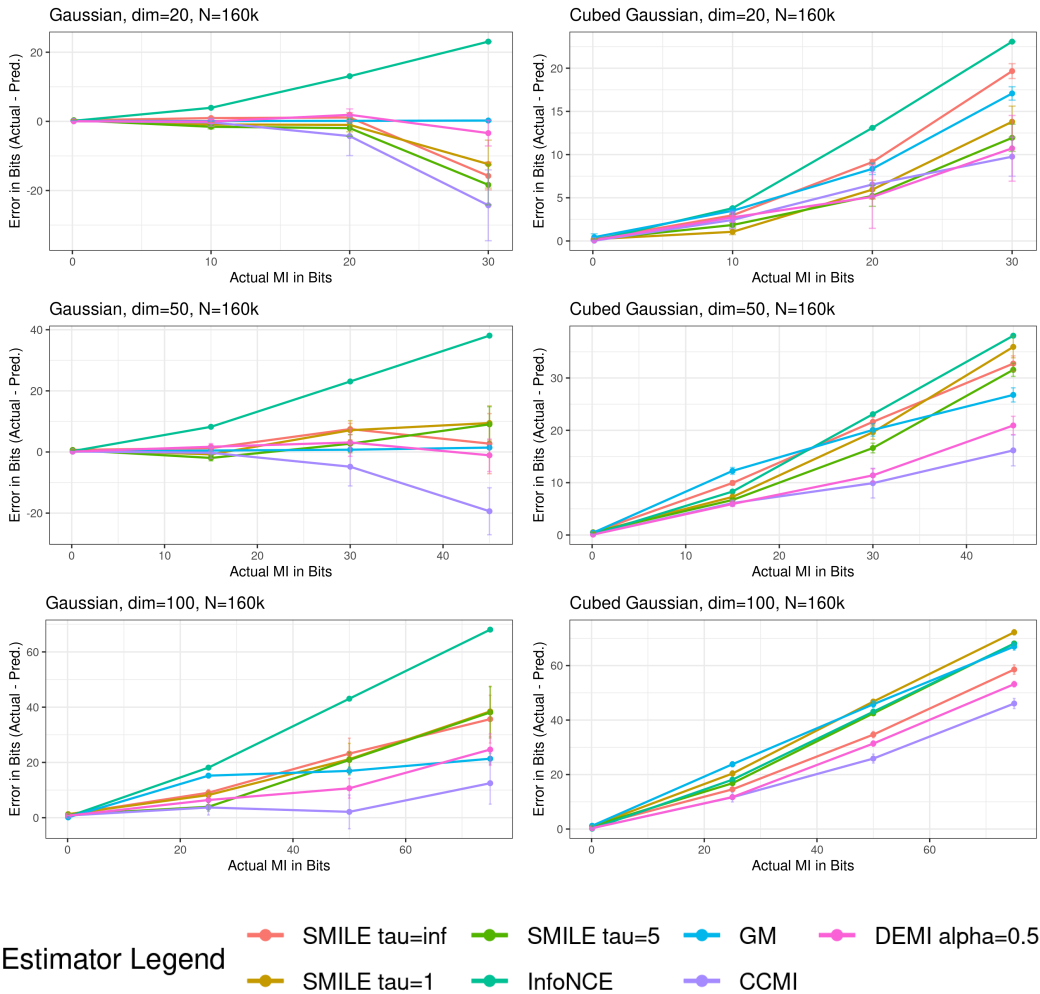 Gaussian, dim=20, N=160k
Error in Bits (Actual - Pred.)
20
0
-20
0 10 20 30
Actual MI in Bits
Cubed Gaussian, dim=20, N=160k
Error in Bits (Actual - Pred.)
20
15
10
5
0
0 10 20 30
Actual MI in Bits
Gaussian, dim=50, N=160k
Error in Bits (Actual - Pred.)
40
20
0
-20
0 10 20 30 40
Actual MI in Bits
Cubed Gaussian, dim=50, N=160k
Error in Bits (Actual - Pred.)
30
20
10
0
0 10 20 30 40
Actual MI in Bits
Gaussian, dim=100, N=160k
Error in Bits (Actual - Pred.)
60
40
20
0
0 20 40 60
Actual MI in Bits
Cubed Gaussian, dim=100, N=160k
Error in Bits (Actual - Pred.)
60
40
20
0
0 20 40 60
Actual MI in Bits
Estimator Legend
SMILE tau=inf SMILE tau=5 GM DEMI alpha=0.5
SMILE tau=1 InfoNCE CCMI